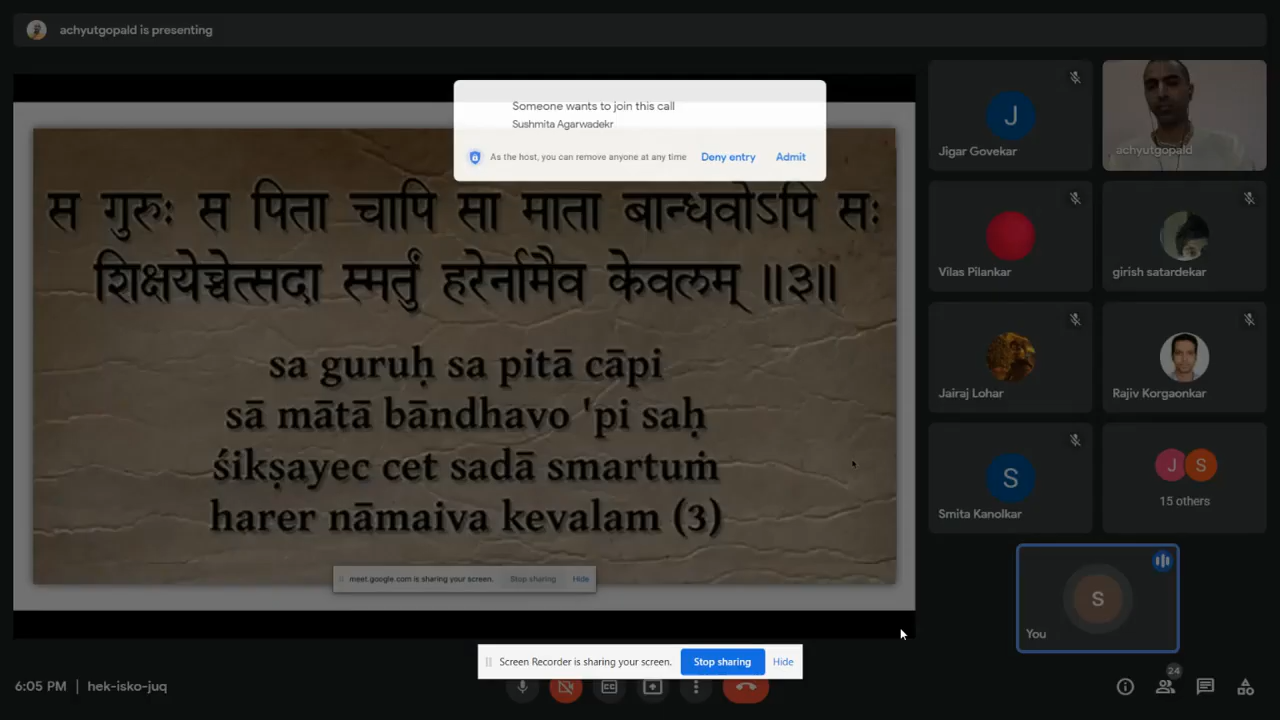 achyutgopald is presenting
Someone wants to join this call
Sushmita Agarwadekr
As the host, you can remove anyone at any time
Deny entry
Admit
स गुरुः स पिता चापि सा माता बान्धवोऽपि सः
शिक्षयेच्चेत्सदा स्मर्तुं हरेर्नामैव केवलम् ॥३॥
sa guruḥ sa pitā cāpi
sā mātā bāndhavo 'pi saḥ
śikṣayec cet sadā smartuṁ
harer nāmaiva kevalam (3)
meet.google.com is sharing your screen.
Stop sharing
Hide
J
Jigar Govekar
achyutgopald
Vilas Pilankar
girish satardekar
Jairaj Lohar
Rajiv Korgaonkar
S
Smita Kanolkar
J S
15 others
S
You
Screen Recorder is sharing your screen.
Stop sharing
Hide
6:05 PM | hek-isko-juq
CC
24